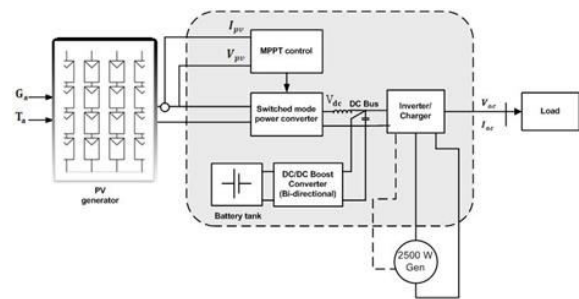 I_pv
V_pv
MPPT control
G_a
T_a
Switched mode
power converter
V_dc
DC Bus
Inverter/
Charger
V_ac
I_ac
Load
DC/DC Boost
Converter
(Bi-directional)
Battery tank
PV
generator
2500 W
Gen